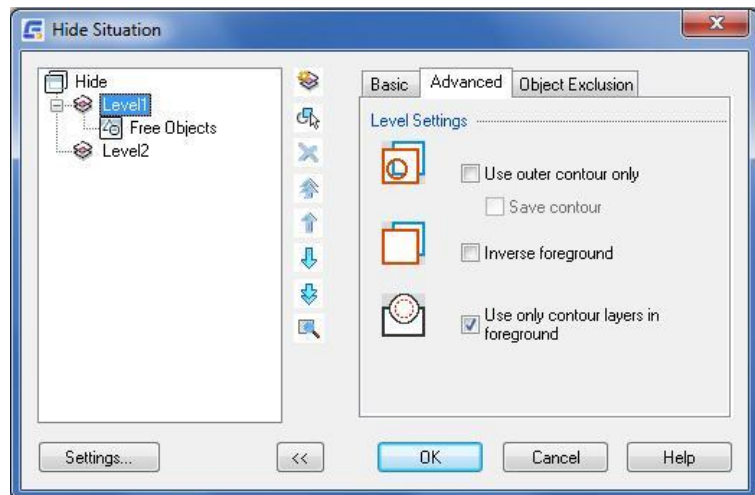 Hide Situation
Hide
Level1
Free Objects
Level2
Basic
Advanced
Object Exclusion
Level Settings
Use outer contour only
Save contour
Inverse foreground
Use only contour layers in
foreground
Settings...
<<
OK
Cancel
Help